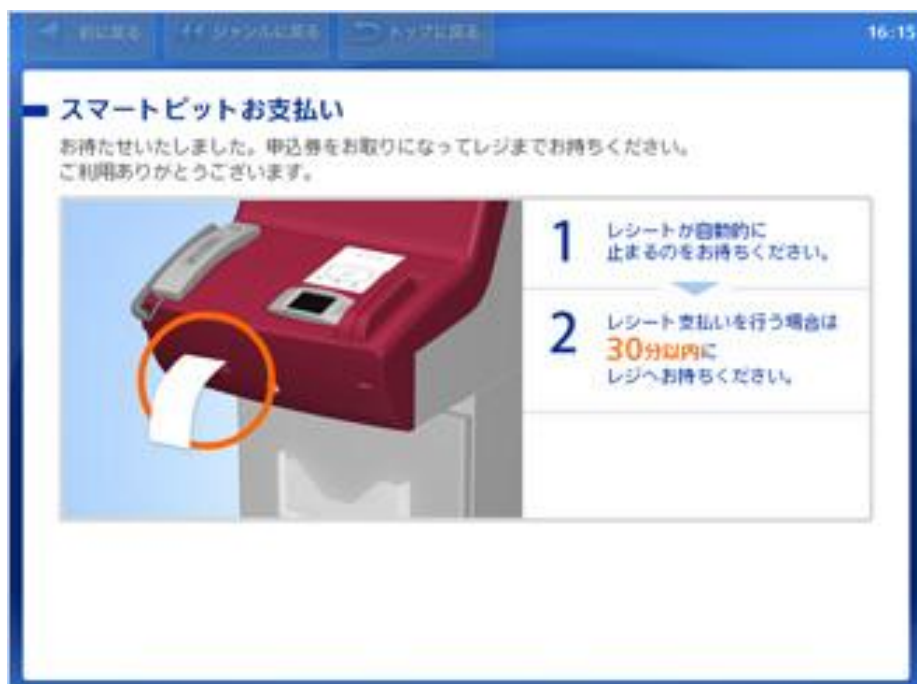 前に戻る
ジャンルに戻る
トップに戻る
16:15
スマートピットお支払い
お待たせいたしました。申込券をお取りになってレジまでお持ちください。
ご利用ありがとうございます。
1 レシートが自動的に
止まるのをお待ちください。
2 レシート支払いを行う場合は
30分以内に
レジへお持ちください。